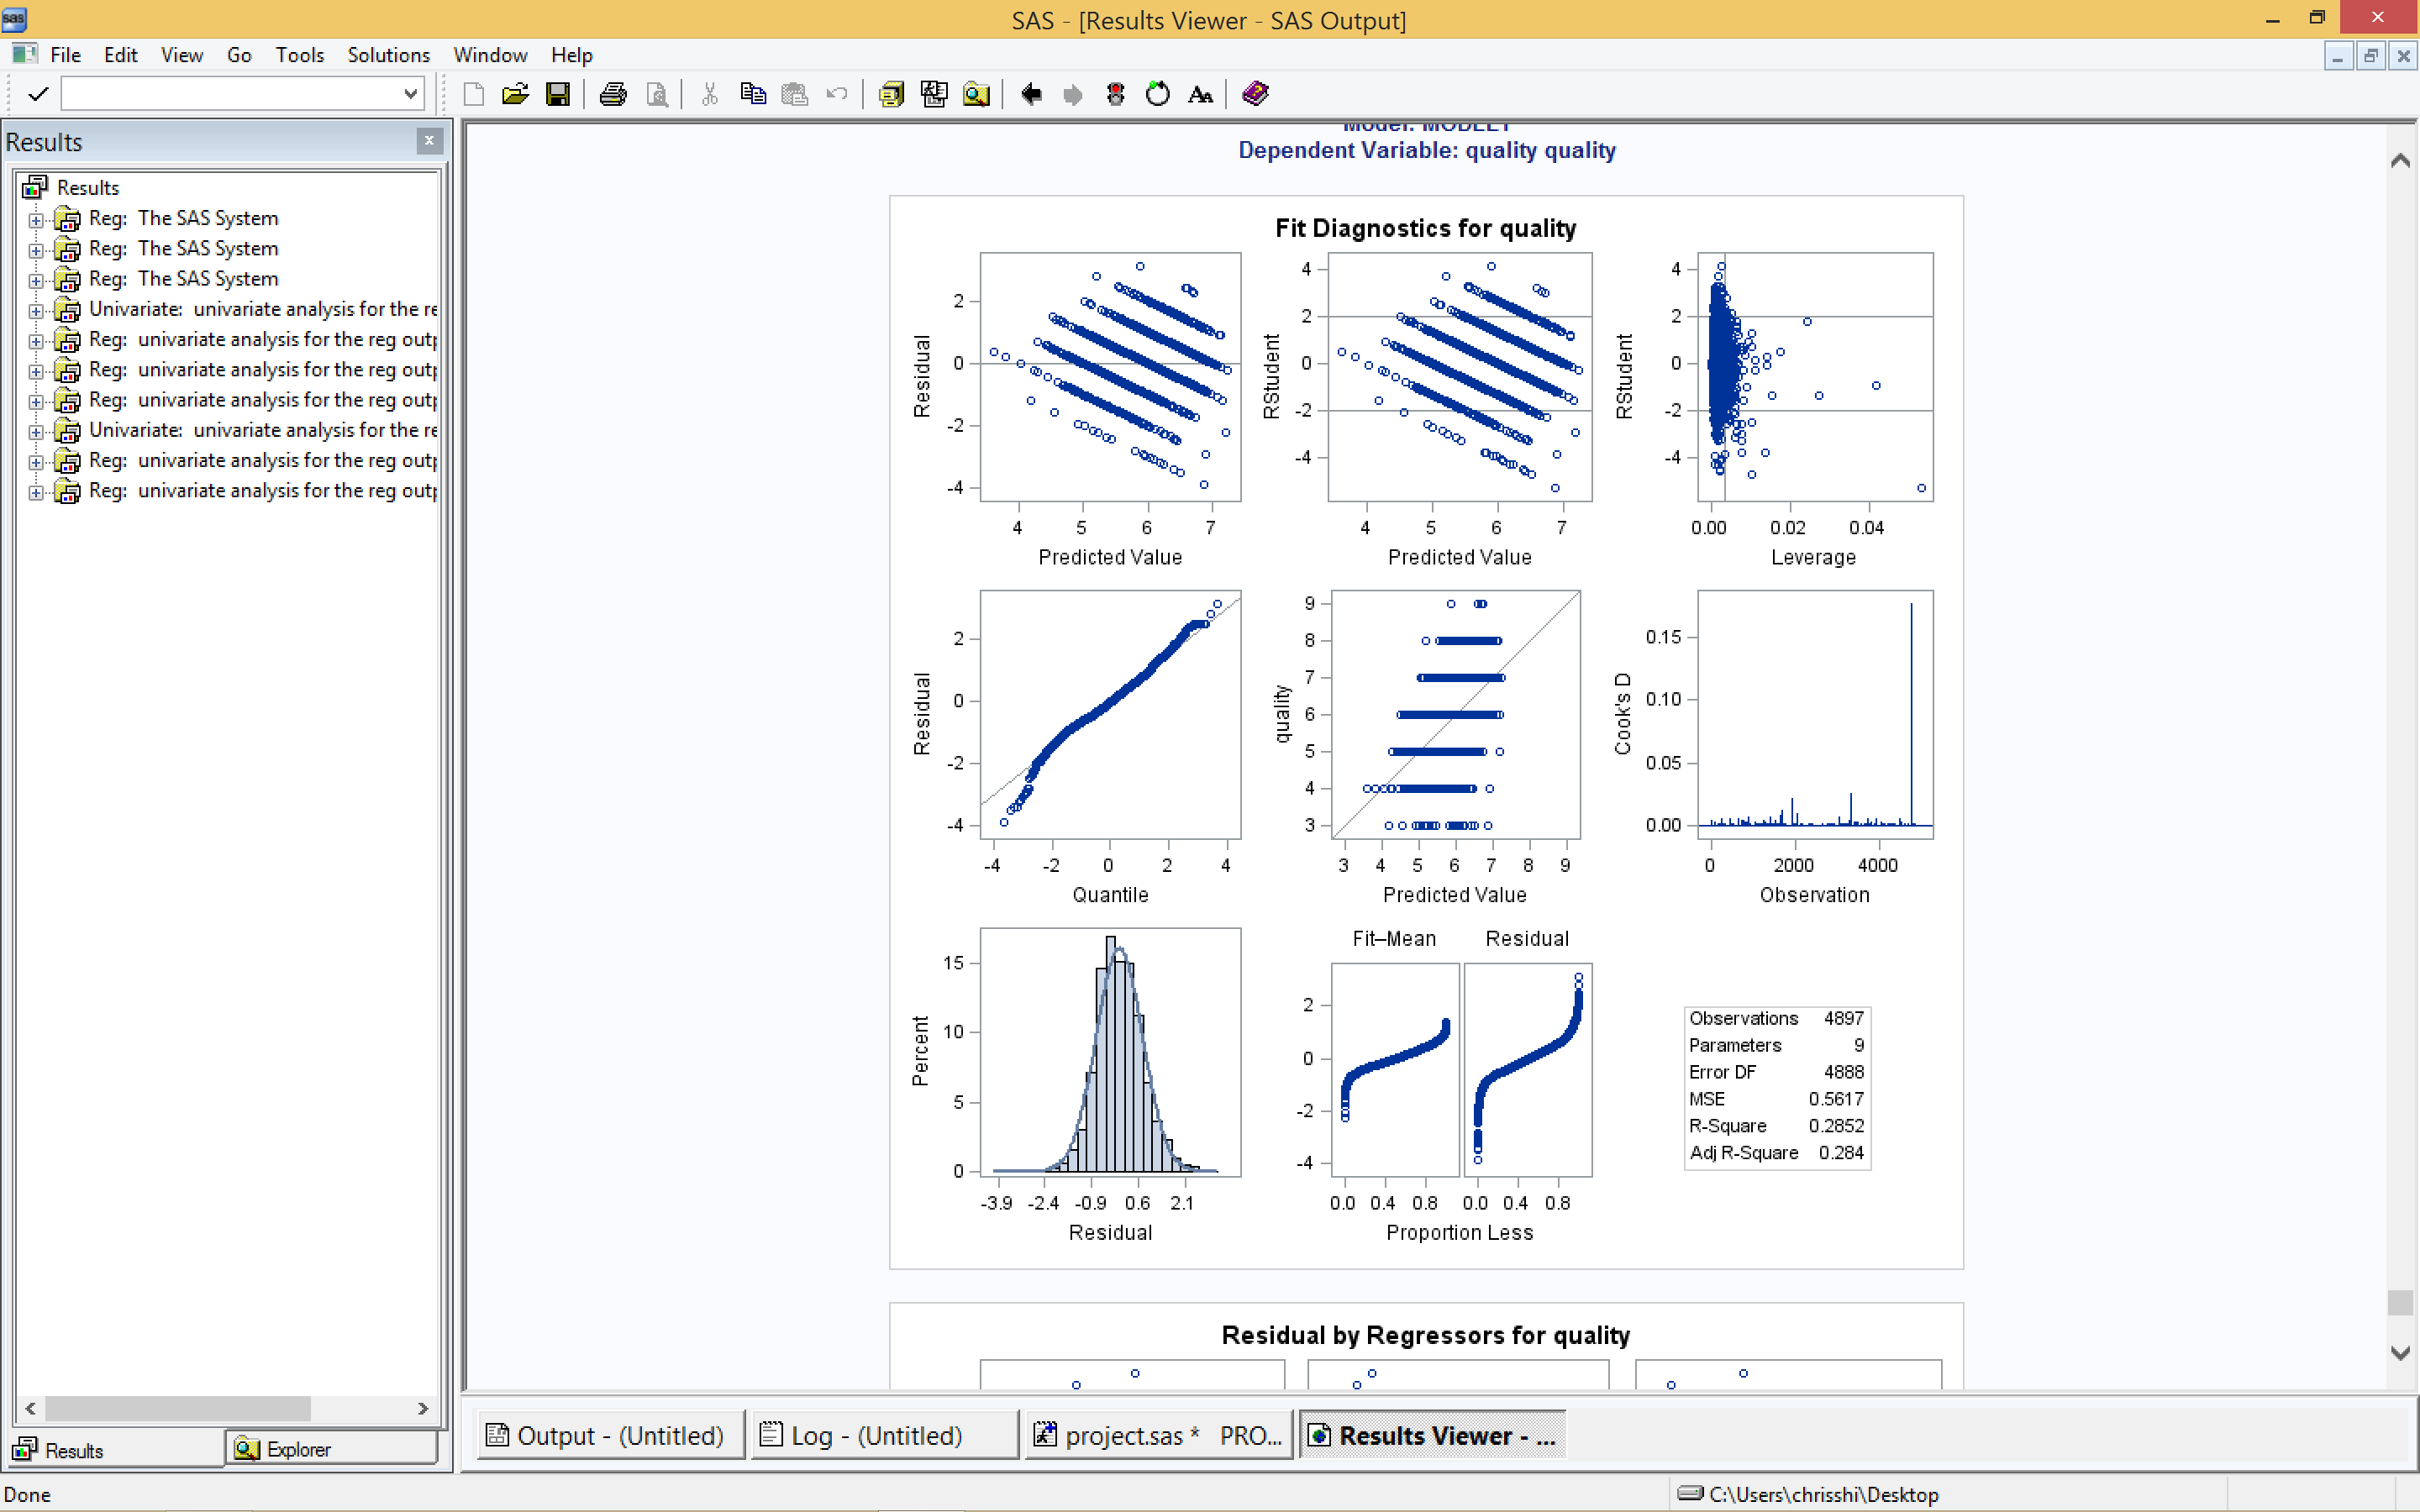 SAS - [Results Viewer - SAS Output]
File Edit View Go Tools Solutions Window Help
Results
Results
Reg: The SAS System
Reg: The SAS System
Reg: The SAS System
Univariate: univariate analysis for the re
Reg: univariate analysis for the reg outp
Reg: univariate analysis for the reg outp
Reg: univariate analysis for the reg outp
Univariate: univariate analysis for the re
Reg: univariate analysis for the reg outp
Reg: univariate analysis for the reg outp
Results Explorer
Model: MODEL1
Dependent Variable: quality quality
Fit Diagnostics for quality
Residual
2
0
-2
-4
4 5 6 7
Predicted Value
RStudent
4
2
0
-2
-4
4 5 6 7
Predicted Value
RStudent
4
2
0
-2
-4
0.00 0.02 0.04
Leverage
Residual
2
0
-2
-4
-4 -2 0 2 4
Quantile
quality
9
8
7
6
5
4
3
3 4 5 6 7 8 9
Predicted Value
Cook's D
0.15
0.10
0.05
0.00
0 2000 4000
Observation
Percent
15
10
5
0
-3.9 -2.4 -0.9 0.6 2.1
Residual
Fit–Mean Residual
2
0
-2
-4
0.0 0.4 0.8 0.0 0.4 0.8
Proportion Less
Observations 4897
Parameters 9
Error DF 4888
MSE 0.5617
R-Square 0.2852
Adj R-Square 0.284
Residual by Regressors for quality
Output - (Untitled) Log - (Untitled) project.sas * PRO... Results Viewer - ...
Done C:\Users\chrisshi\Desktop